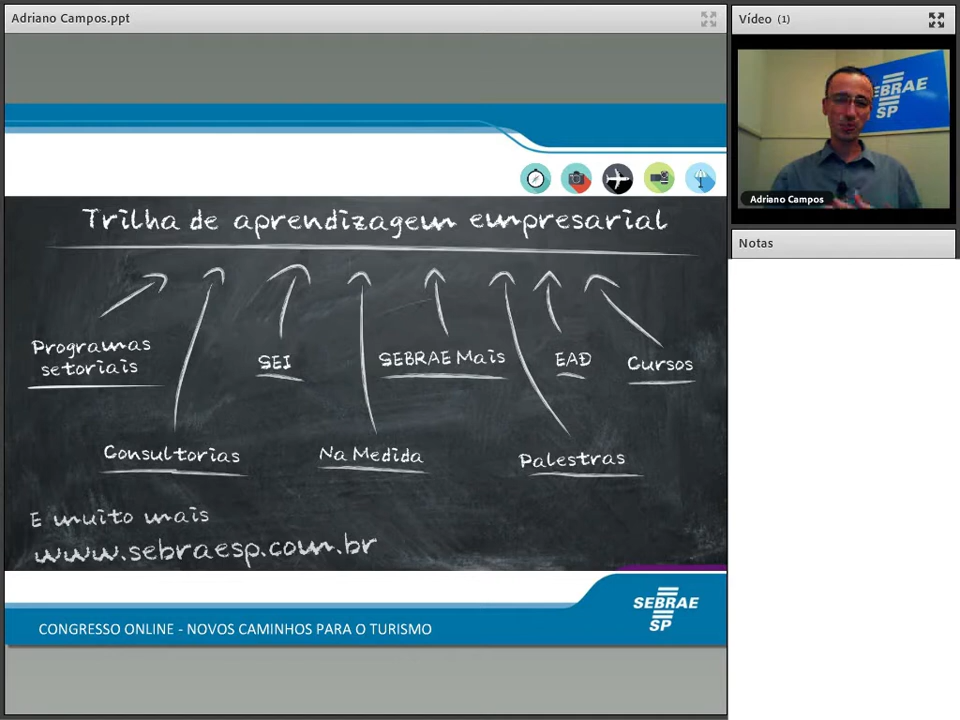 Adriano Campos.ppt
Vídeo (1)
EBRAE
SP
Adriano Campos
Notas
Trilha de aprendizagem empresarial
Programas
setoriais
SEI
SEBRAE Mais
EAD
Cursos
Consultorias
Na Medida
Palestras
E muito mais
www.sebraesp.com.br
CONGRESSO ONLINE - NOVOS CAMINHOS PARA O TURISMO
SEBRAE
SP